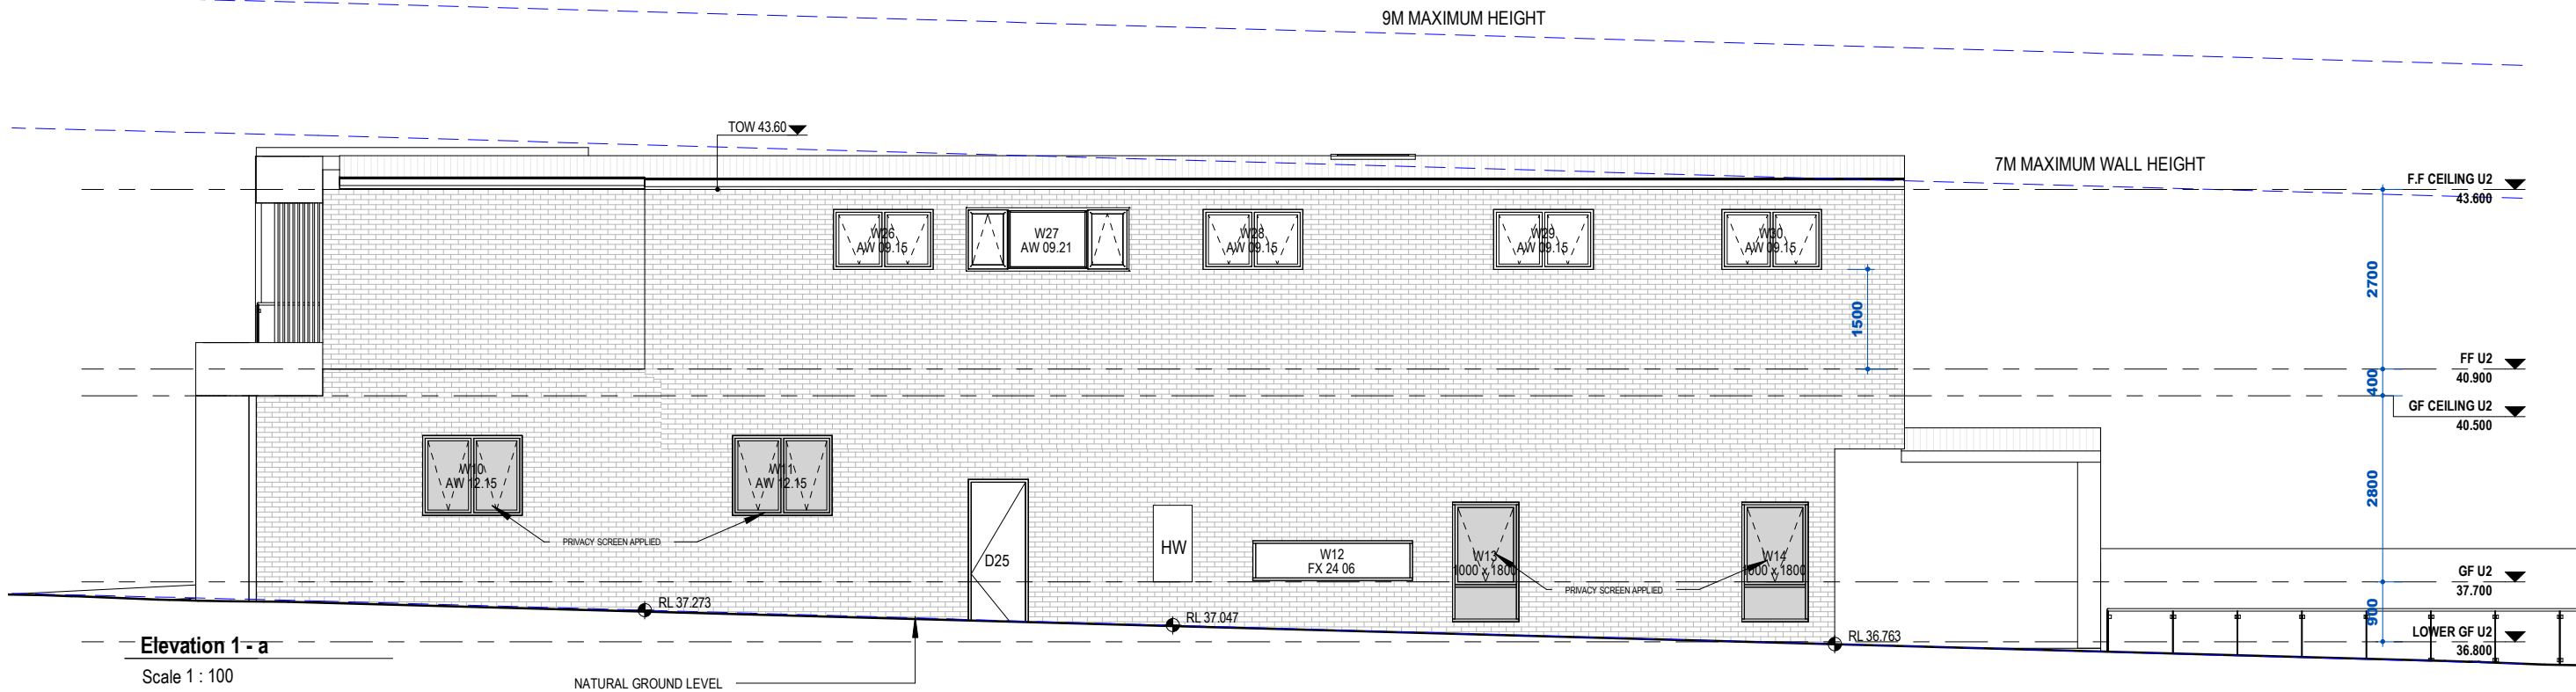 9M MAXIMUM HEIGHT
TOW 43.60
7M MAXIMUM WALL HEIGHT
F.F CEILING U2
43.600
W26
AW 09.15
W27
AW 09.21
W28
AW 09.15
W29
AW 09.15
W30
AW 09.15
2700
1500
FF U2
40.900
400
GF CEILING U2
40.500
W10
AW 12.15
W11
AW 12.15
2800
PRIVACY SCREEN APPLIED
D25
HW
W12
FX 24 06
W13
1000 x 1800
W14
1000 x 1800
PRIVACY SCREEN APPLIED
GF U2
37.700
RL 37.273
RL 37.047
RL 36.763
900
LOWER GF U2
36.800
Elevation 1 - a
Scale 1 : 100
NATURAL GROUND LEVEL